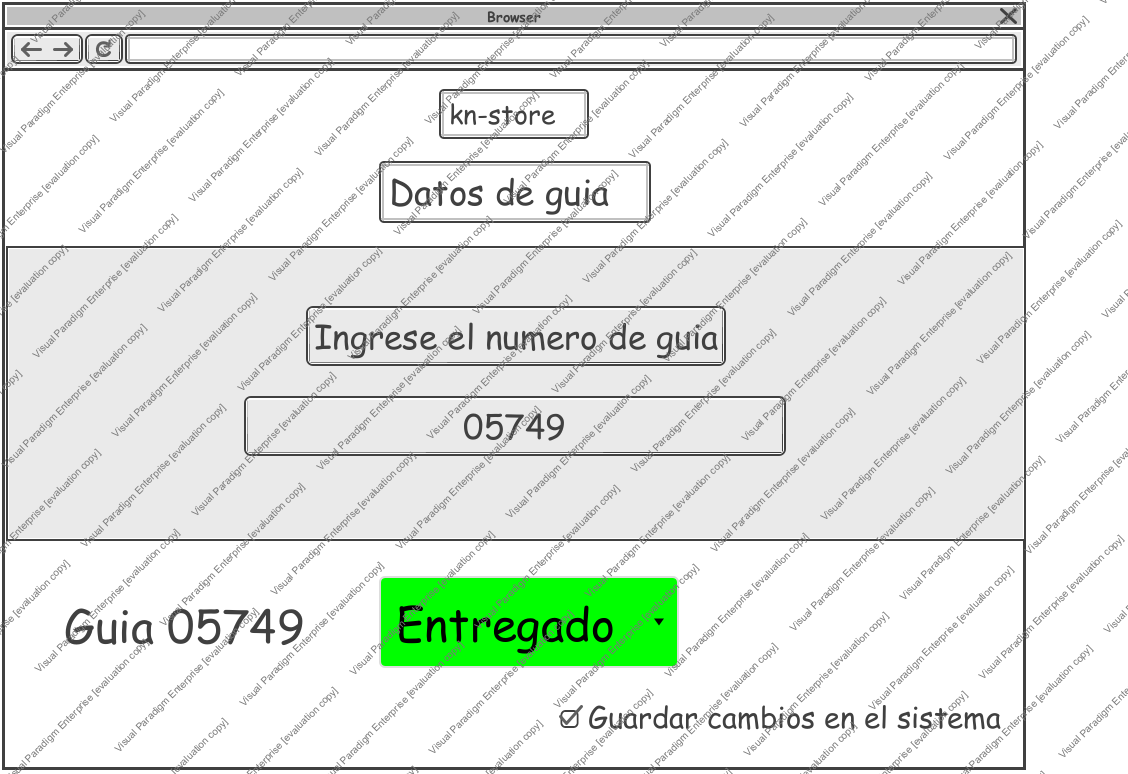 Browser
kn-store
Datos de guia
Ingrese el numero de guia
05749
Guia 05749
Entregado
Guardar cambios en el sistema
Visual Paradigm Enterprise [evaluation copy]